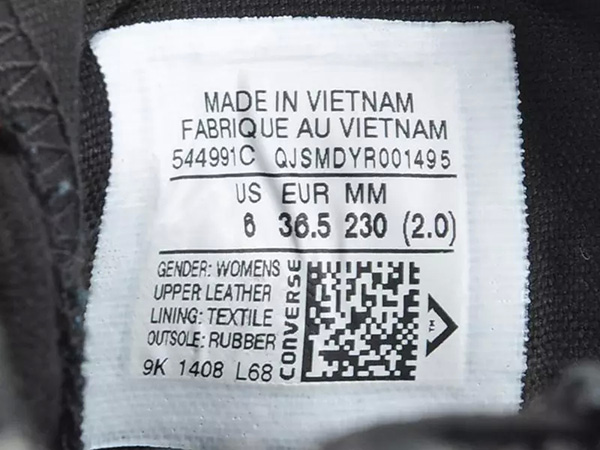 MADE IN VIETNAM
FABRIQUE AU VIETNAM
544991C QJSMDYR001495
US EUR MM
6 36.5 230 (2.0)
GENDER: WOMENS
UPPER: LEATHER
LINING: TEXTILE
OUTSOLE: RUBBER
9K 1408 L68
CONVERSE
TM